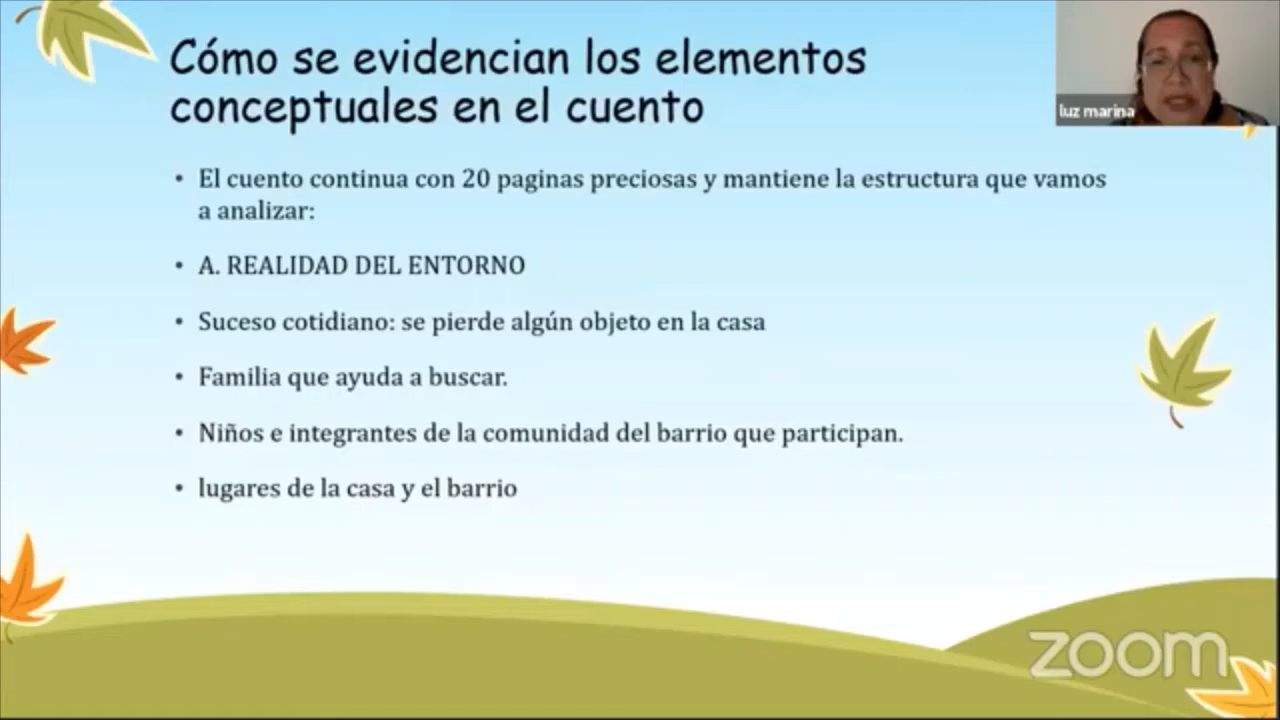 Cómo se evidencian los elementos
conceptuales en el cuento
luz marina
• El cuento continua con 20 paginas preciosas y mantiene la estructura que vamos
a analizar:
• A. REALIDAD DEL ENTORNO
• Suceso cotidiano: se pierde algún objeto en la casa
• Familia que ayuda a buscar.
• Niños e integrantes de la comunidad del barrio que participan.
• lugares de la casa y el barrio
zoom